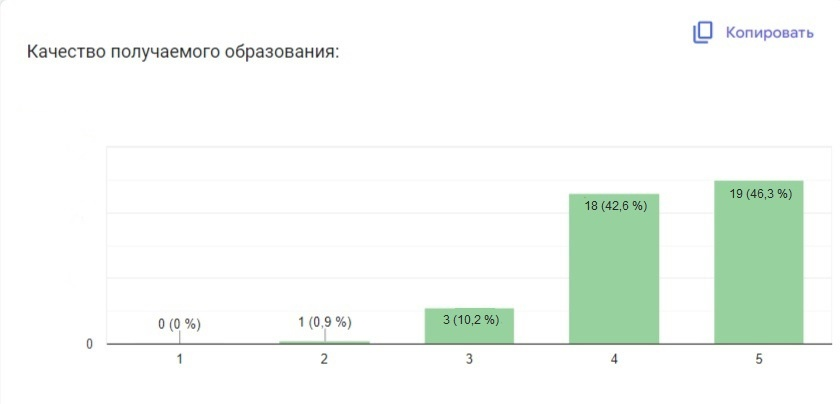 Копировать
Качество получаемого образования:
19 (46,3 %)
18 (42,6 %)
3 (10,2 %)
1 (0,9 %)
0 (0 %)
0
1 2 3 4 5